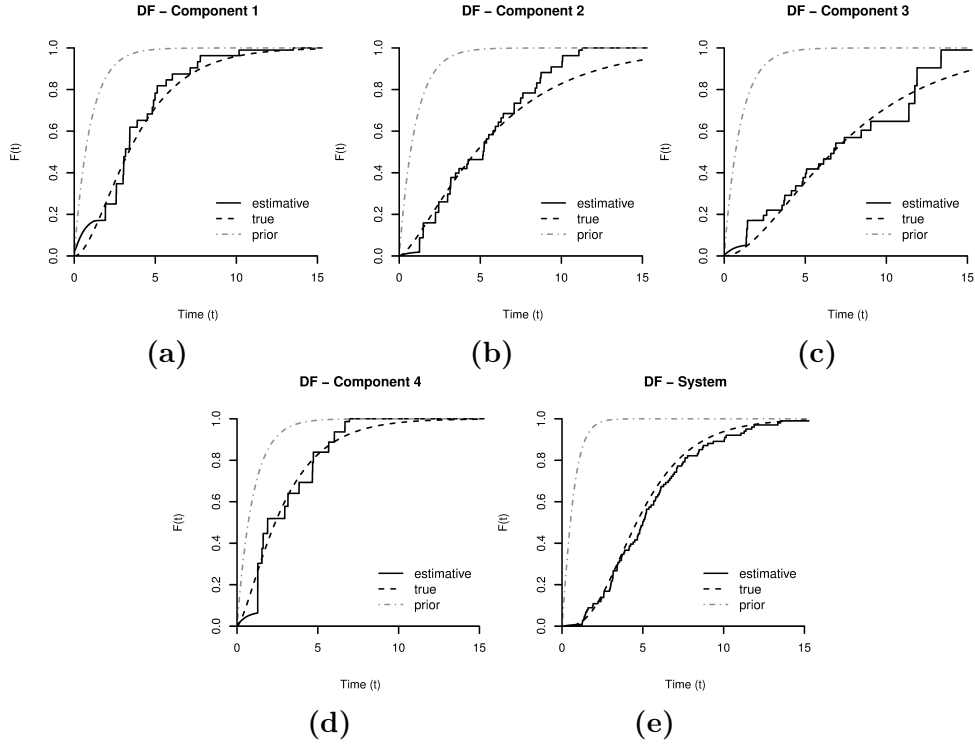 DF – Component 1
F(t)
0.0 0.2 0.4 0.6 0.8 1.0
estimative
true
prior
0 5 10 15
Time (t)
(a)
DF – Component 2
F(t)
0.0 0.2 0.4 0.6 0.8 1.0
estimative
true
prior
0 5 10 15
Time (t)
(b)
DF – Component 3
F(t)
0.0 0.2 0.4 0.6 0.8 1.0
estimative
true
prior
0 5 10 15
Time (t)
(c)
DF – Component 4
F(t)
0.0 0.2 0.4 0.6 0.8 1.0
estimative
true
prior
0 5 10 15
Time (t)
(d)
DF – System
F(t)
0.0 0.2 0.4 0.6 0.8 1.0
estimative
true
prior
0 5 10 15
Time (t)
(e)